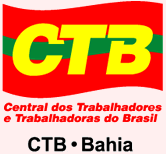 CTB
Central dos Trabalhadores
e Trabalhadoras do Brasil
CTB • Bahia